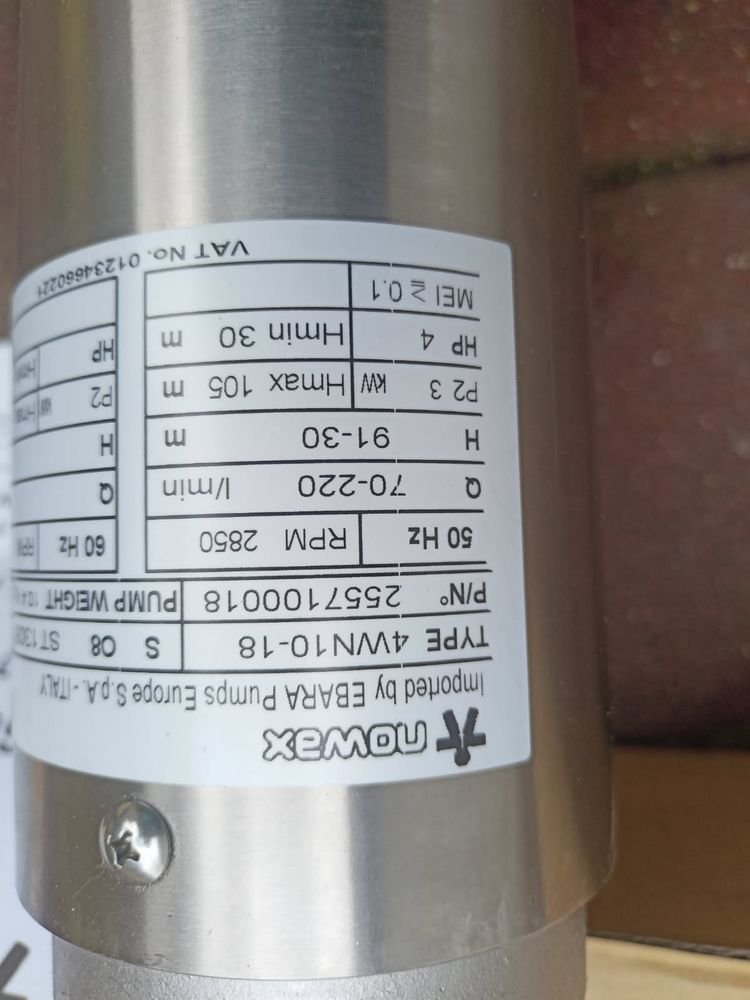 nowax
imported by EBARA Pumps Europe S.p.A. - ITALY
TYPE 4WN10-18 S 08
P/N° 2557100018 PUMP WEIGHT
50 Hz RPM 2850 60 Hz
Q 70-220 l/min Q
H 91-30 m H
P2 3 kW Hmax 105 m P2 kW
HP 4 Hmin 30 m HP
MEI ≧ 0.1
VAT No. 01234660221